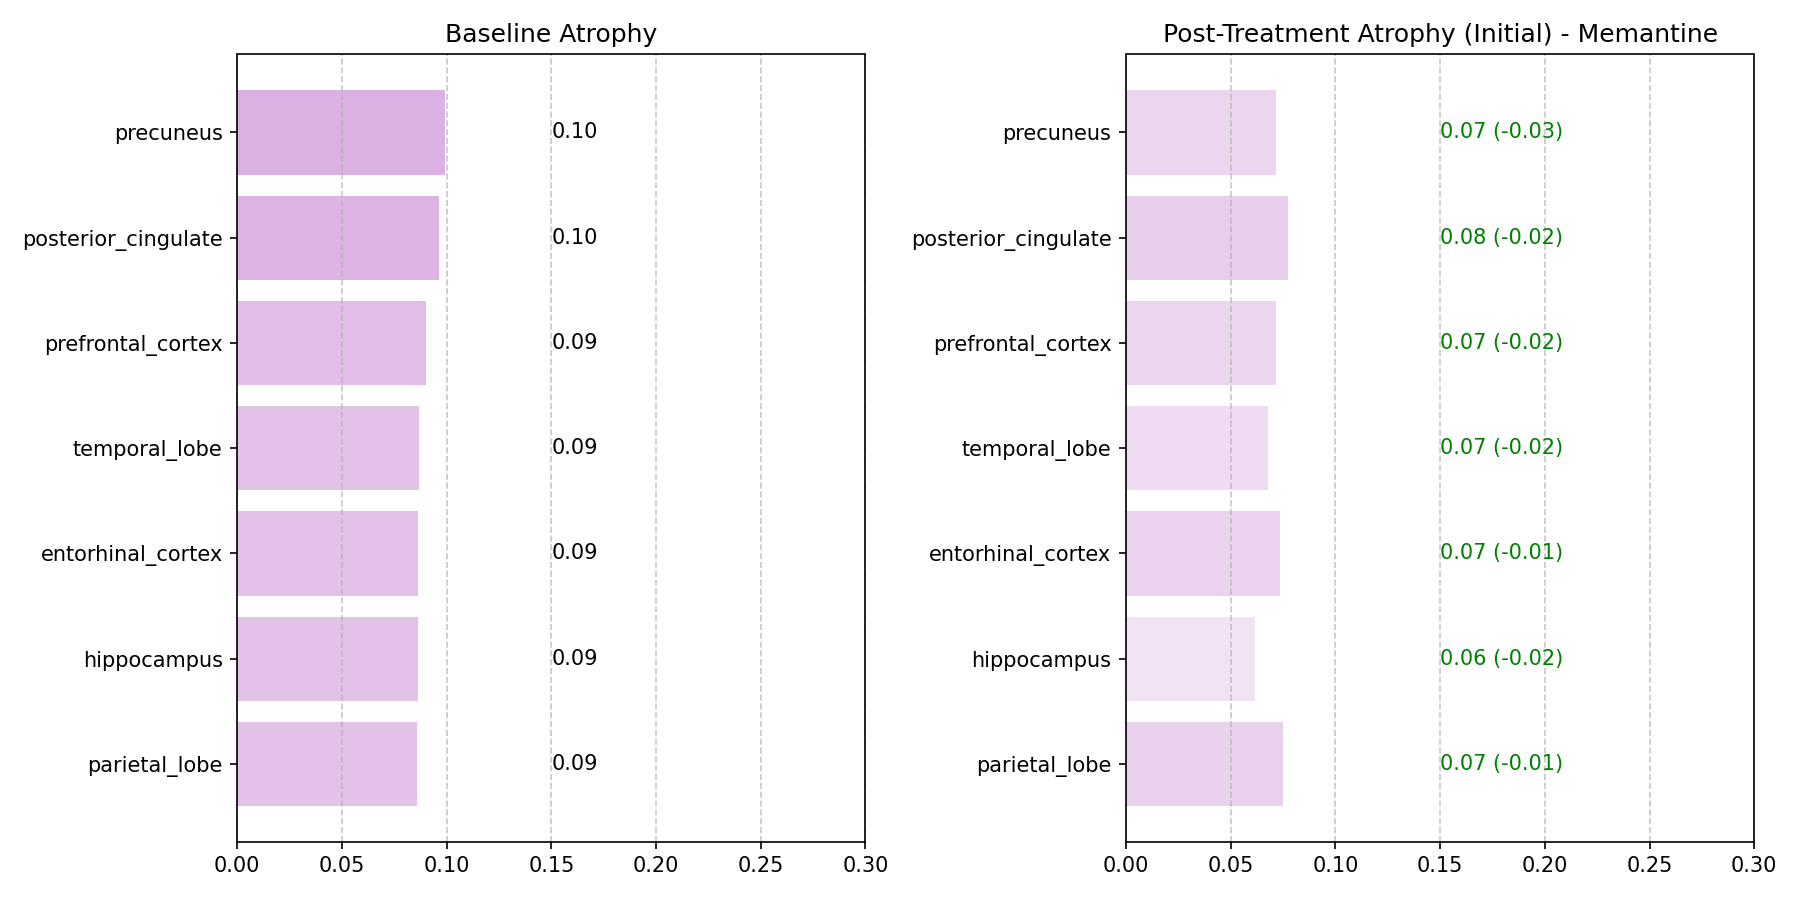 Baseline Atrophy
precuneus
0.10
posterior_cingulate
0.10
prefrontal_cortex
0.09
temporal_lobe
0.09
entorhinal_cortex
0.09
hippocampus
0.09
parietal_lobe
0.09
0.00 0.05 0.10 0.15 0.20 0.25 0.30
Post-Treatment Atrophy (Initial) - Memantine
precuneus
0.07 (-0.03)
posterior_cingulate
0.08 (-0.02)
prefrontal_cortex
0.07 (-0.02)
temporal_lobe
0.07 (-0.02)
entorhinal_cortex
0.07 (-0.01)
hippocampus
0.06 (-0.02)
parietal_lobe
0.07 (-0.01)
0.00 0.05 0.10 0.15 0.20 0.25 0.30